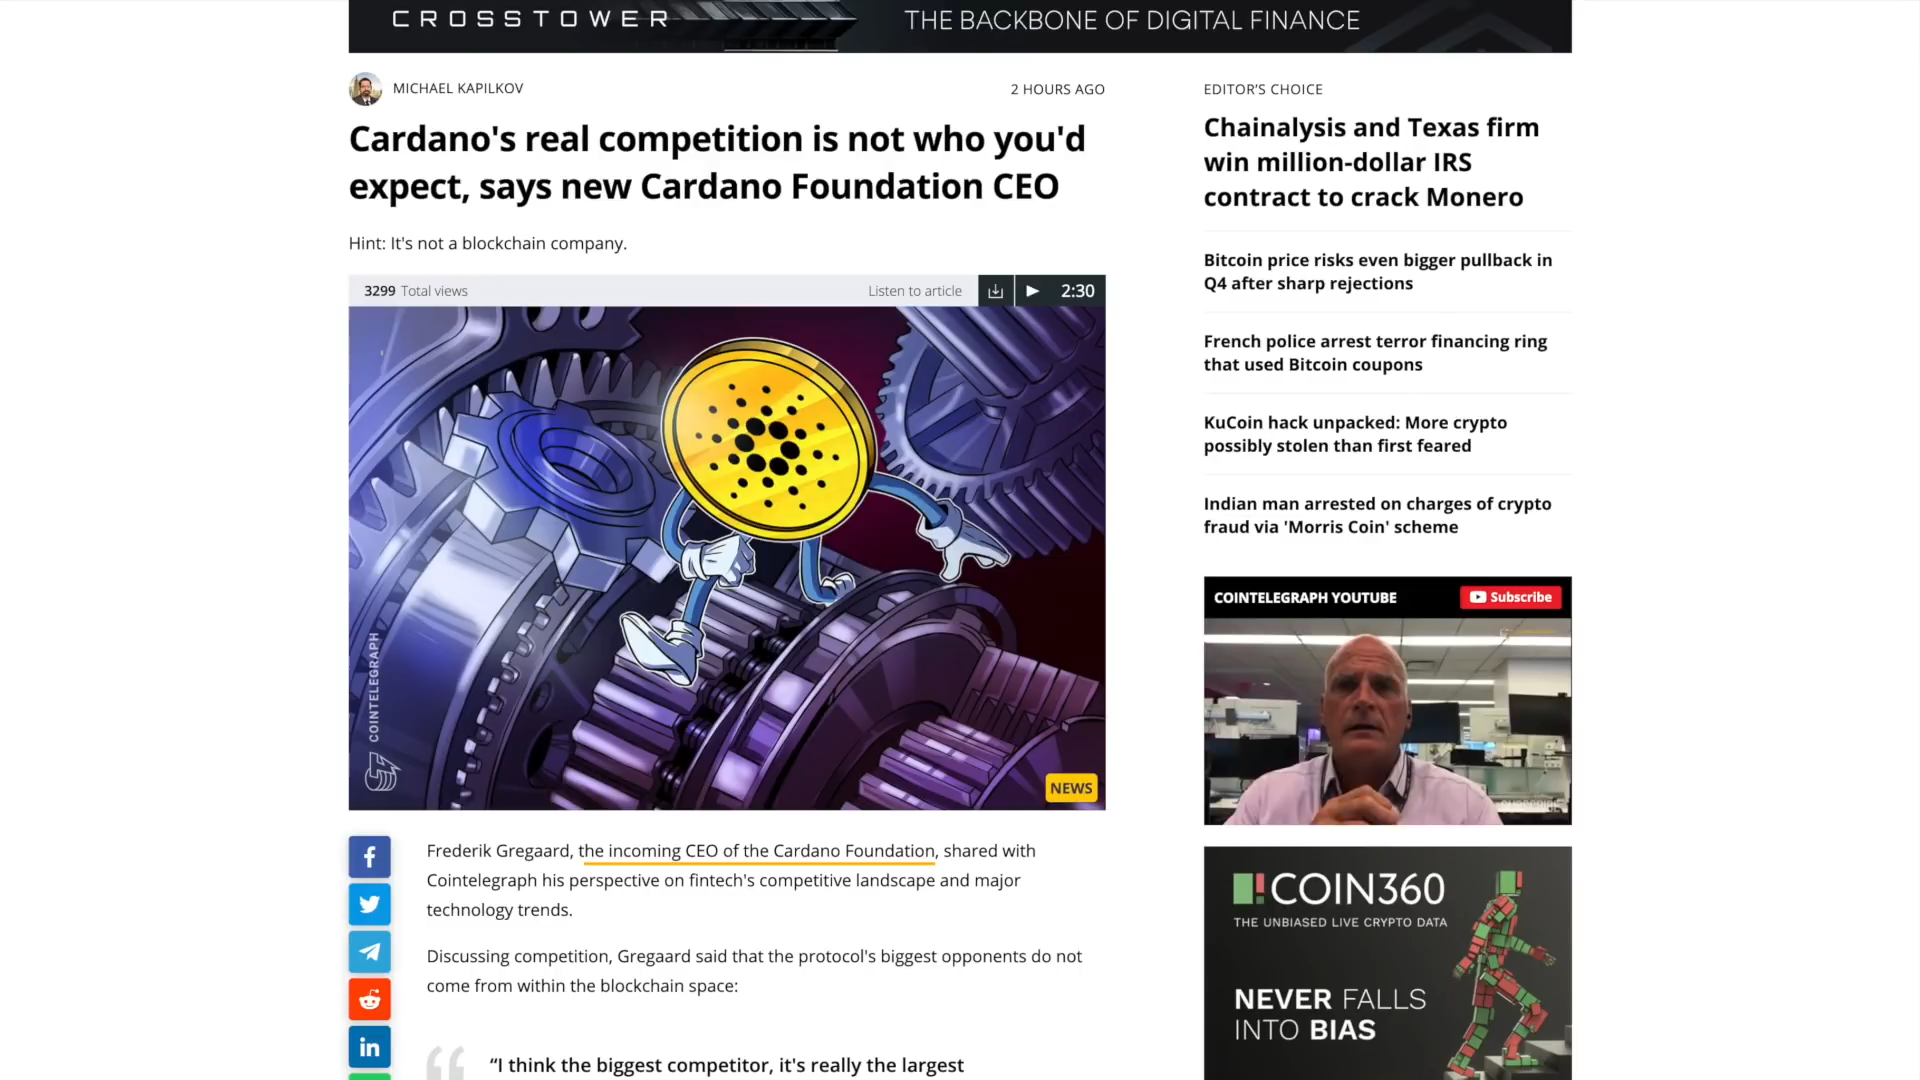 CROSSTOWER
THE BACKBONE OF DIGITAL FINANCE
MICHAEL KAPILKOV
2 HOURS AGO
Cardano's real competition is not who you'd
expect, says new Cardano Foundation CEO
Hint: It's not a blockchain company.
3299 Total views
Listen to article
2:30
COINTELEGRAPH
NEWS
Frederik Gregaard, the incoming CEO of the Cardano Foundation, shared with
Cointelegraph his perspective on fintech's competitive landscape and major
technology trends.
Discussing competition, Gregaard said that the protocol's biggest opponents do not
come from within the blockchain space:
“I think the biggest competitor, it's really the largest
EDITOR’S CHOICE
Chainalysis and Texas firm
win million-dollar IRS
contract to crack Monero
Bitcoin price risks even bigger pullback in
Q4 after sharp rejections
French police arrest terror financing ring
that used Bitcoin coupons
KuCoin hack unpacked: More crypto
possibly stolen than first feared
Indian man arrested on charges of crypto
fraud via 'Morris Coin' scheme
COINTELEGRAPH YOUTUBE
Subscribe
COIN360
THE UNBIASED LIVE CRYPTO DATA
NEVER FALLS
INTO BIAS